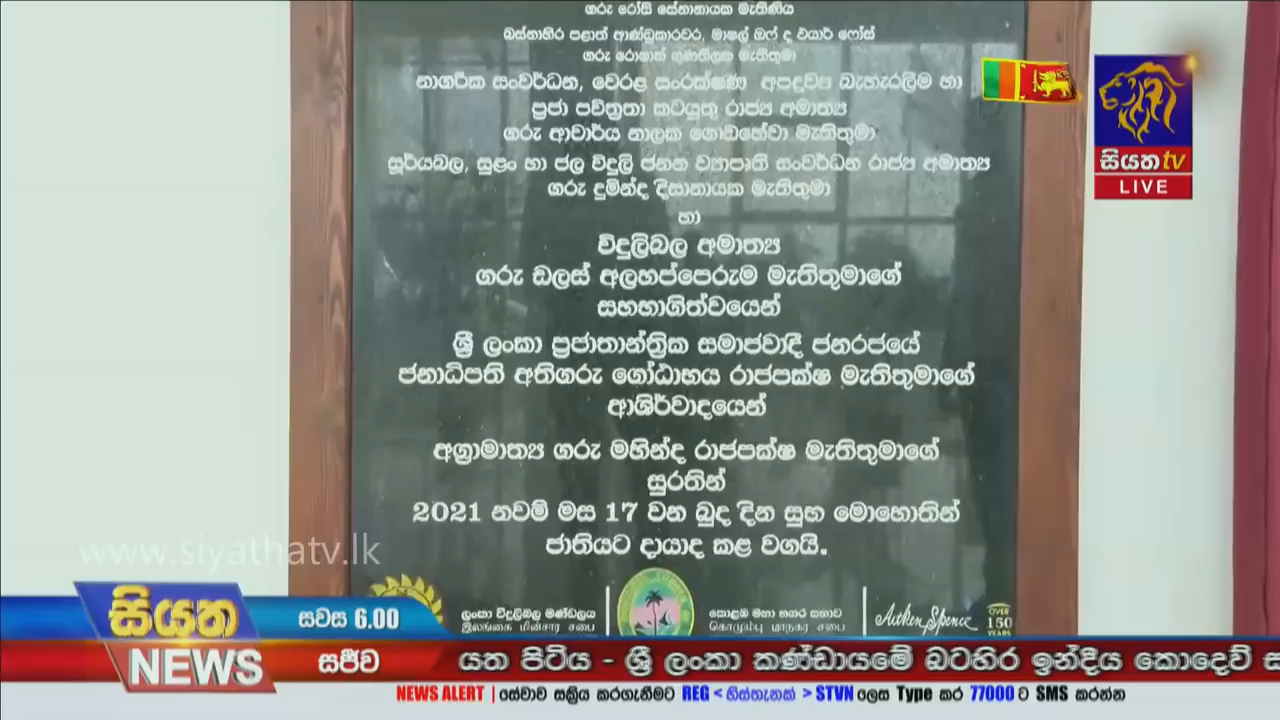 ගරු රෝසි සේනානායක මැතිණිය
බස්නාහිර පළාත් ආණ්ඩුකාරවර, මාෂල් ඔෆ් ද එයාර් ෆෝස්
ගරු රොෂාන් ගුණතිලක මැතිතුමා
නාගරික සංවර්ධන, වෙරළ සංරක්ෂණ අපද්‍රව්‍ය බැහැරලීම හා
ප්‍රජා පවිත්‍රතා කටයුතු රාජ්‍ය අමාත්‍ය
ගරු ආචාර්ය නාලක ගොඩහේවා මැතිතුමා
සූර්යබල, සුළං හා ජල විදුලි ජනන ව්‍යාපෘති සංවර්ධන රාජ්‍ය අමාත්‍ය
ගරු දුමින්ද දිසානායක මැතිතුමා
හා
විදුලිබල අමාත්‍ය
ගරු ඩලස් අලහප්පෙරුම මැතිතුමාගේ
සහභාගිත්වයෙන්
ශ්‍රී ලංකා ප්‍රජාතාන්ත්‍රික සමාජවාදී ජනරජයේ
ජනාධිපති අතිගරු ගෝඨාභය රාජපක්ෂ මැතිතුමාගේ
ආශිර්වාදයෙන්
අග්‍රාමාත්‍ය ගරු මහින්ද රාජපක්ෂ මැතිතුමාගේ
සුරතින්
2021 නවම් මස 17 වන බුද දින සුභ මොහොතින්
ජාතියට දායාද කළ වගයි.
ලංකා විදුලිබල මණ්ඩලය
இலங்கை மின்சார சபை
කොළඹ මහා නගර සභාව
கொழும்பு மாநகர சபை
Aitken Spence
OVER
150
YEARS
සියත tv
LIVE
www.siyathatv.lk
සියත
NEWS
සවස 6.00
සජීව
යත පිටිය - ශ්‍රී ලංකා කණ්ඩායමේ බටහිර ඉන්දීය කොදෙව් ස
NEWS ALERT | සේවාව සක්‍රිය කරගැනීමට REG < හිස්තැනක් > STVN ලෙස Type කර 77000 ට SMS කරන්න